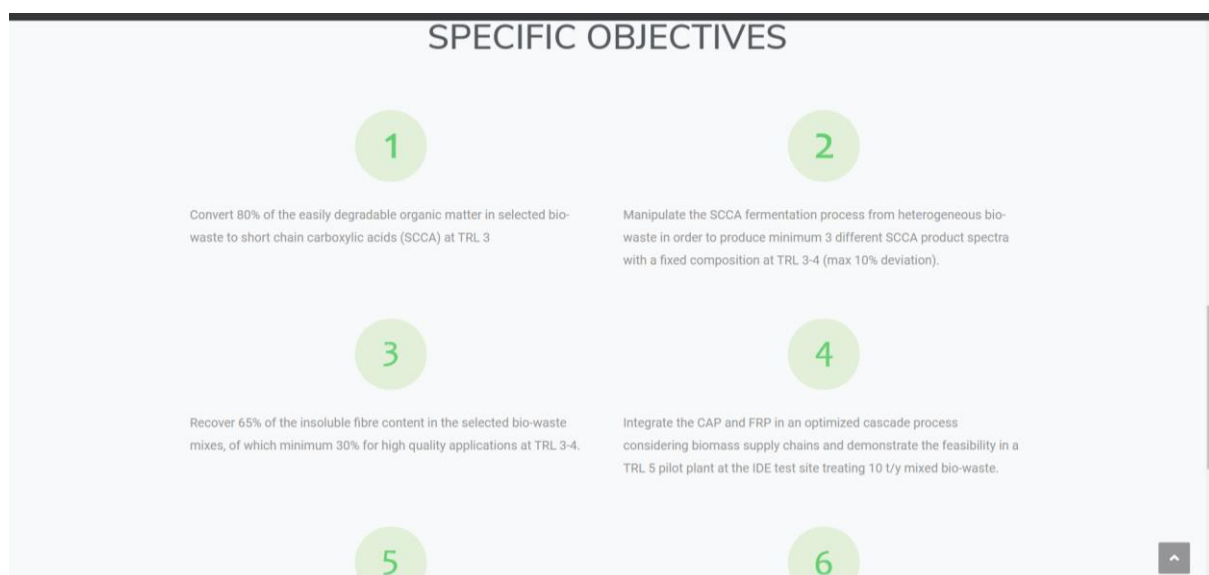 SPECIFIC OBJECTIVES
1
Convert 80% of the easily degradable organic matter in selected bio-
waste to short chain carboxylic acids (SCCA) at TRL 3
2
Manipulate the SCCA fermentation process from heterogeneous bio-
waste in order to produce minimum 3 different SCCA product spectra
with a fixed composition at TRL 3-4 (max 10% deviation).
3
Recover 65% of the insoluble fibre content in the selected bio-waste
mixes, of which minimum 30% for high quality applications at TRL 3-4.
4
Integrate the CAP and FRP in an optimized cascade process
considering biomass supply chains and demonstrate the feasibility in a
TRL 5 pilot plant at the IDE test site treating 10 t/y mixed bio-waste.
5
6